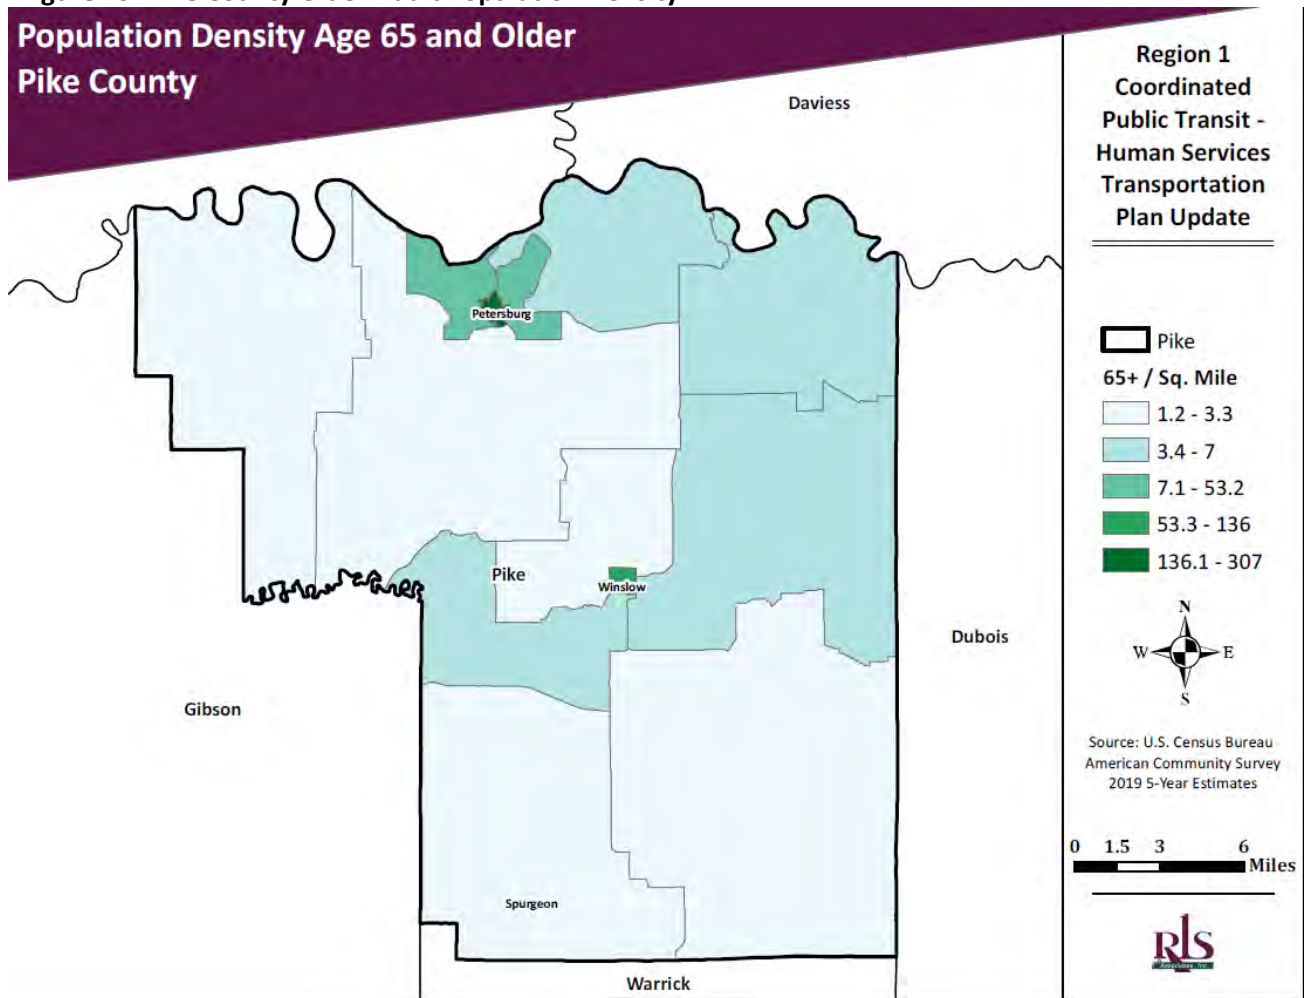 Population Density Age 65 and Older
Pike County
Daviess
Petersburg
Pike
Winslow
Dubois
Gibson
Spurgeon
Warrick
Region 1
Coordinated
Public Transit -
Human Services
Transportation
Plan Update
Pike
65+ / Sq. Mile
1.2 - 3.3
3.4 - 7
7.1 - 53.2
53.3 - 136
136.1 - 307
N
W E
S
Source: U.S. Census Bureau
American Community Survey
2019 5-Year Estimates
0 1.5 3 6
Miles
RLS